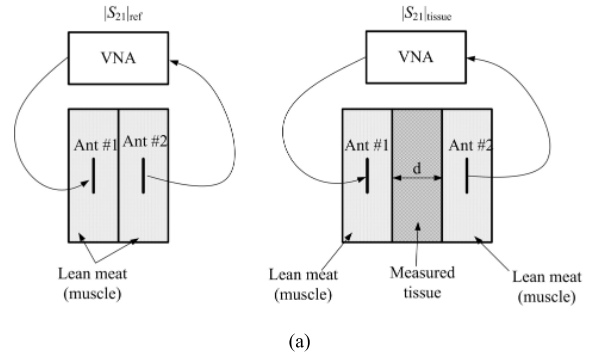 |S21|ref
VNA
Ant #1
Ant #2
Lean meat
(muscle)
|S21|tissue
VNA
Ant #1
d
Ant #2
Lean meat
(muscle)
Measured
tissue
Lean meat
(muscle)
(a)